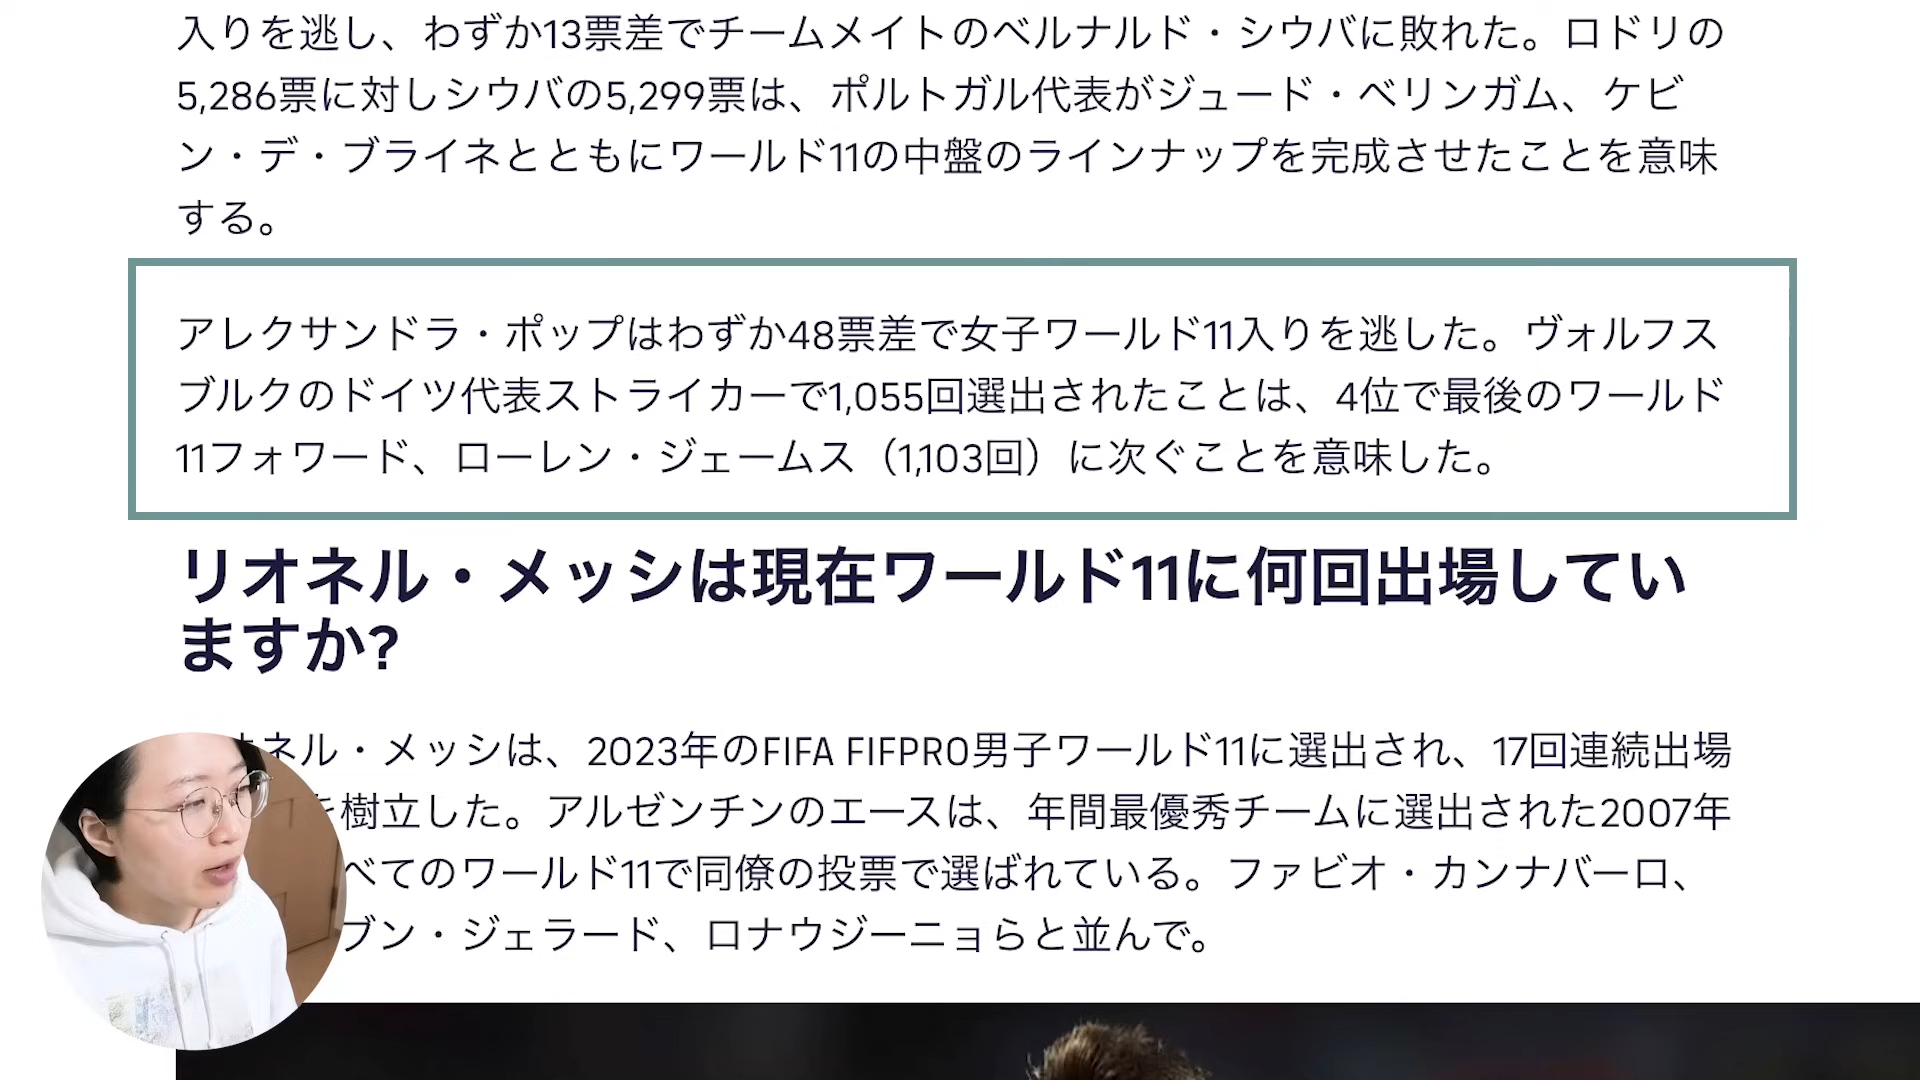 入りを逃し、わずか13票差でチームメイトのベルナルド・シウバに敗れた。ロドリの
5,286票に対しシウバの5,299票は、ポルトガル代表がジュード・ベリンガム、ケビ
ン・デ・ブライネとともにワールド11の中盤のラインナップを完成させたことを意味
する。
アレクサンドラ・ポップはわずか48票差で女子ワールド11入りを逃した。ヴォルフス
ブルクのドイツ代表ストライカーで1,055回選出されたことは、4位で最後のワールド
11フォワード、ローレン・ジェームス（1,103回）に次ぐことを意味した。
リオネル・メッシは現在ワールド11に何回出場してい
ますか?
ネル・メッシは、2023年のFIFA FIFPRO男子ワールド11に選出され、17回連続出場
を樹立した。アルゼンチンのエースは、年間最優秀チームに選出された2007年
べてのワールド11で同僚の投票で選ばれている。ファビオ・カンナバーロ、
ブン・ジェラード、ロナウジーニョらと並んで。